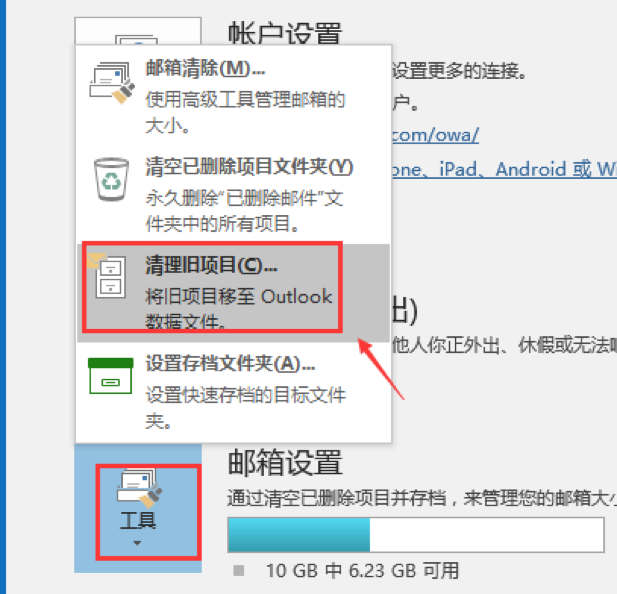 帐户设置
设置更多的连接。
户。
com/owa/
one、iPad、Android 或 Wi
邮箱清除(M)...
使用高级工具管理邮箱的
大小。
清空已删除项目文件夹(Y)
永久删除“已删除邮件”文
件夹中的所有项目。
清理旧项目(C)...
将旧项目移至 Outlook
数据文件。
设置存档文件夹(A)...
设置快速存档的目标文件
夹。
出)
他人你正外出、休假或无法
工具
邮箱设置
通过清空已删除项目并存档，来管理您的邮箱大小
10 GB 中 6.23 GB 可用